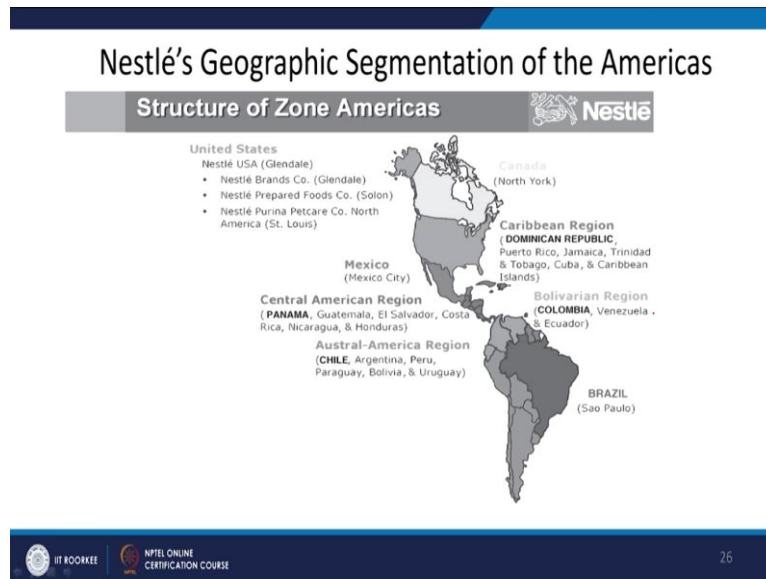 Nestlé's Geographic Segmentation of the Americas
Structure of Zone Americas
Nestlé
United States
Nestlé USA (Glendale)
• Nestlé Brands Co. (Glendale)
• Nestlé Prepared Foods Co. (Solon)
• Nestlé Purina Petcare Co. North
America (St. Louis)
Canada
(North York)
Caribbean Region
( DOMINICAN REPUBLIC,
Puerto Rico, Jamaica, Trinidad
& Tobago, Cuba, & Caribbean
Islands)
Mexico
(Mexico City)
Central American Region
( PANAMA, Guatemala, El Salvador, Costa
Rica, Nicaragua, & Honduras)
Bolivarian Region
(COLOMBIA, Venezuela .
& Ecuador)
Austral-America Region
(CHILE, Argentina, Peru,
Paraguay, Bolivia, & Uruguay)
BRAZIL
(Sao Paulo)
IIT ROORKEE
NPTEL ONLINE
CERTIFICATION COURSE
26